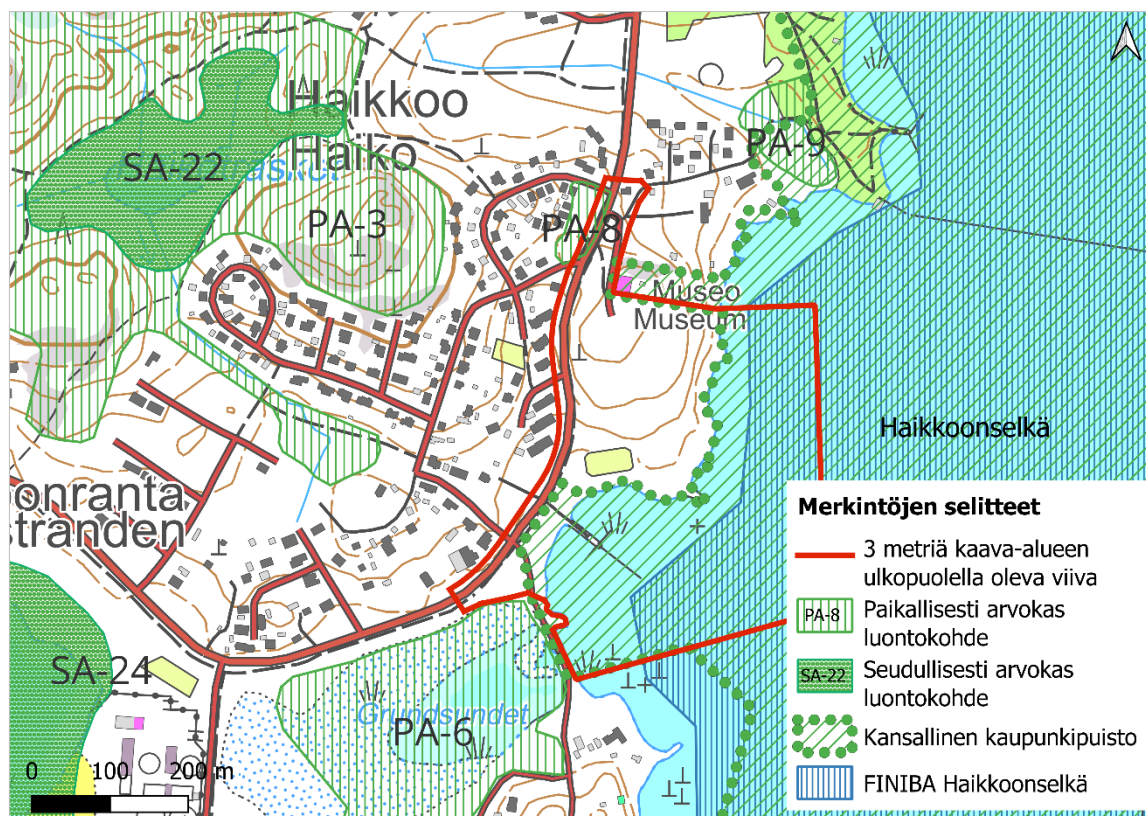 20
Haikkoo
Haiko
SA-22
PA-3
PA-8
PA-9
Museo
Museum
Haikkoonselkä
onranta
stranden
SA-24
Grundsundet
PA-6
0 100 200 m
Merkintöjen selitteet
3 metriä kaava-alueen
ulkopuolella oleva viiva
PA-8
Paikallisesti arvokas
luontokohde
SA-22
Seudullisesti arvokas
luontokohde
Kansallinen kaupunkipuisto
FINIBA Haikkoonselkä